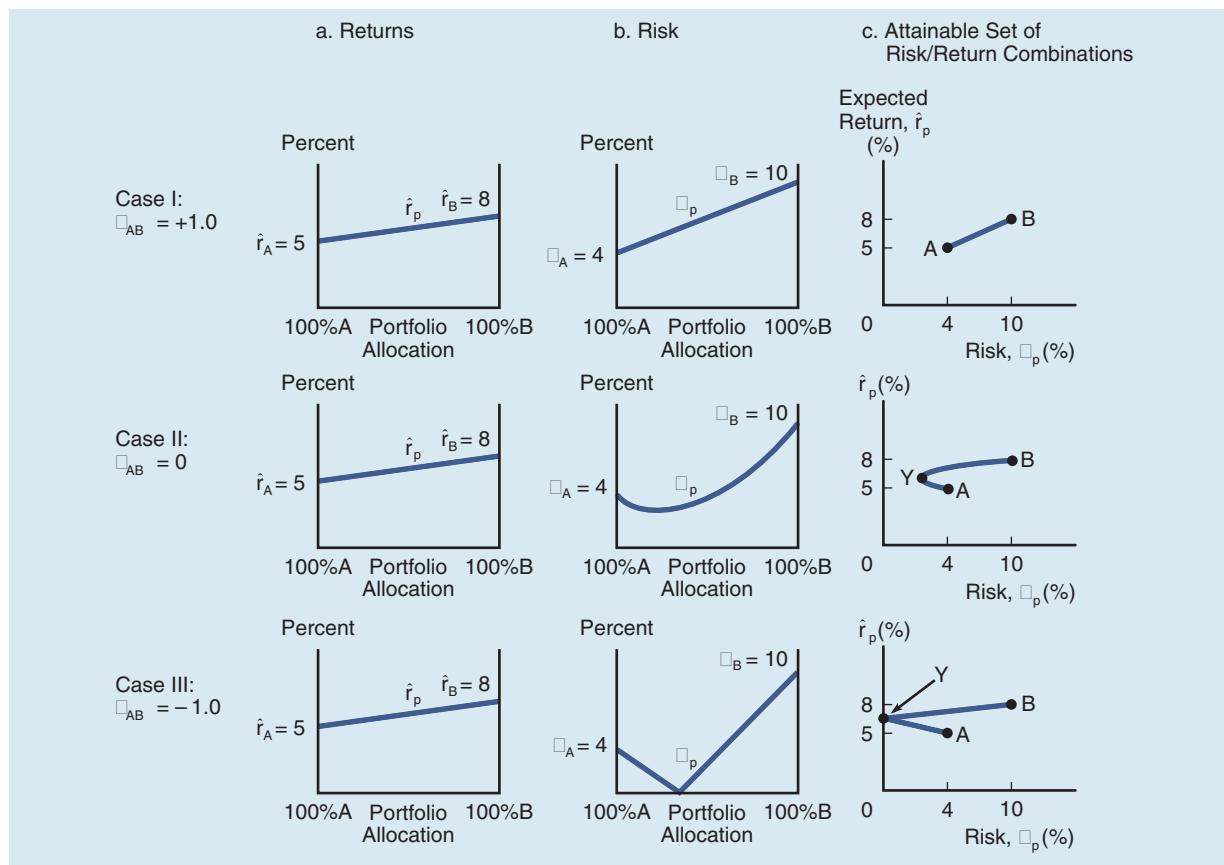 a. Returns
b. Risk
c. Attainable Set of
Risk/Return Combinations
Case I:
□AB = +1.0
Percent
r̂A = 5
r̂p
r̂B = 8
100%A Portfolio 100%B
Allocation
Percent
□A = 4
□p
□B = 10
100%A Portfolio 100%B
Allocation
Expected
Return, r̂p
(%)
8
5
A
B
0
4
10
Risk, □p (%)
Case II:
□AB = 0
Percent
r̂A = 5
r̂p
r̂B = 8
100%A Portfolio 100%B
Allocation
Percent
□A = 4
□p
□B = 10
100%A Portfolio 100%B
Allocation
r̂p (%)
8
5
Y
B
A
0
4
10
Risk, □p (%)
Case III:
□AB = −1.0
Percent
r̂A = 5
r̂p
r̂B = 8
100%A Portfolio 100%B
Allocation
Percent
□A = 4
□p
□B = 10
100%A Portfolio 100%B
Allocation
r̂p (%)
Y
8
5
B
A
0
4
10
Risk, □p (%)